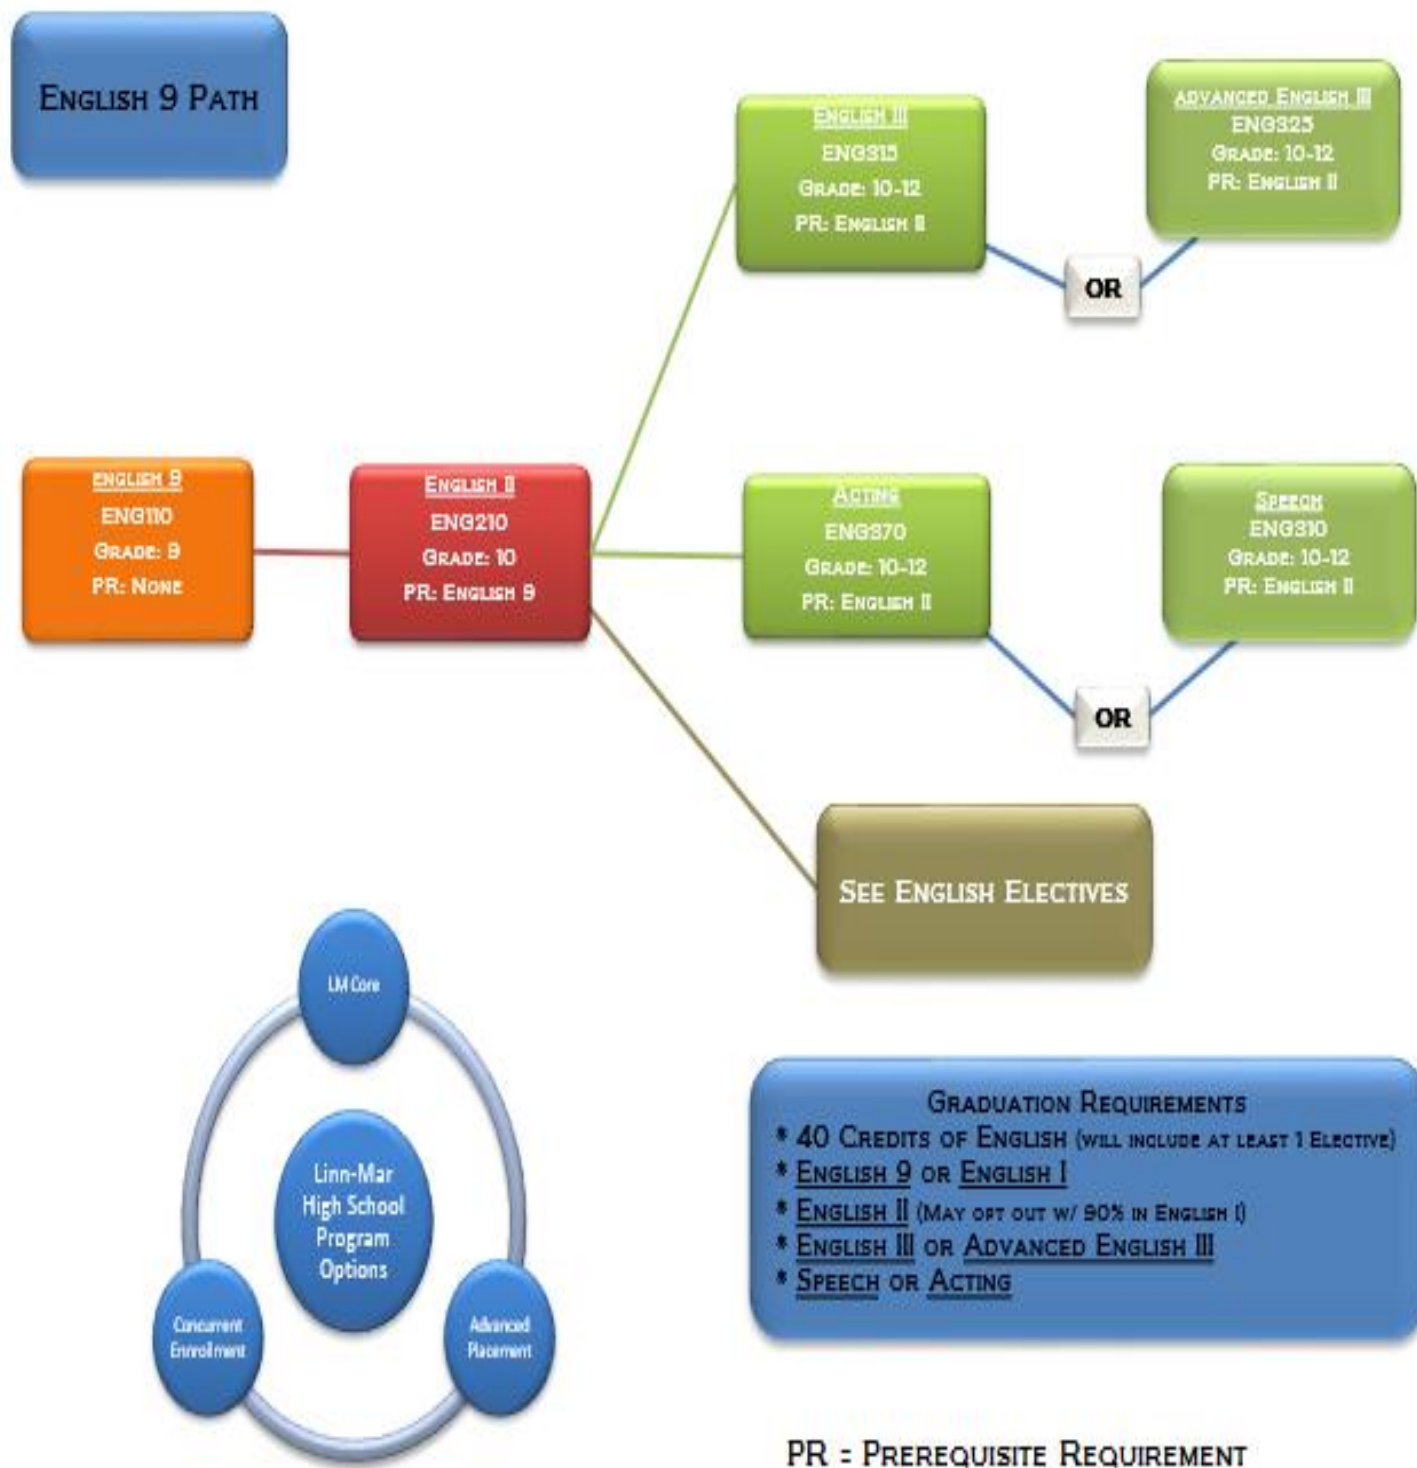 English 9 Path
English III
ENG315
Grade: 10-12
PR: English II
OR
Advanced English III
ENG325
Grade: 10-12
PR: English II
English 9
ENG110
Grade: 9
PR: None
English II
ENG210
Grade: 10
PR: English 9
Acting
ENG370
Grade: 10-12
PR: English II
OR
Speech
ENG310
Grade: 10-12
PR: English II
See English Electives
LM Core
Linn-Mar
High School
Program
Options
Concurrent
Ennrollment
Advanced
Placement
Graduation Requirements
* 40 Credits of English (will include at least 1 Elective)
* English 9 or English I
* English II (May opt out w/ 90% in English I)
* English III or Advanced English III
* Speech or Acting
PR = Prerequisite Requirement